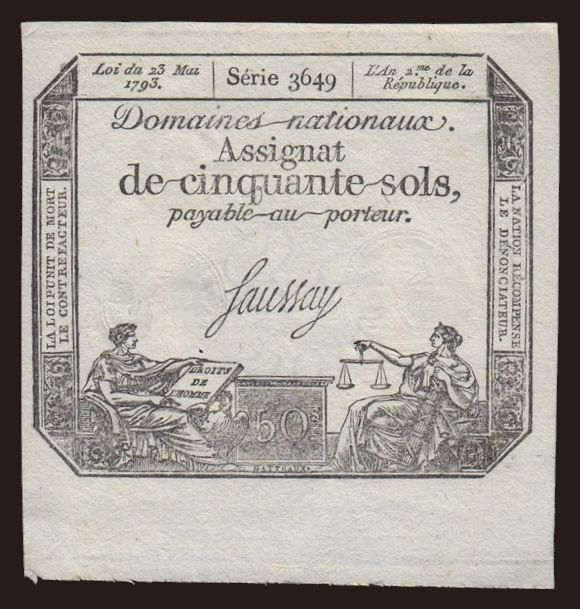 Loi du 23 Mai
1793.
Série 3649
L'An 2.me de la
République.
Domaines nationaux.
Assignat
de cinquante sols,
payable au porteur.
LA LOI PUNIT DE MORT
LE CONTREFACTEUR.
LA NATION RÉCOMPENSE
LE DÉNONCIATEUR.
Saussay
DROITS
DE
L'HOMME
50
GATTEAUX.